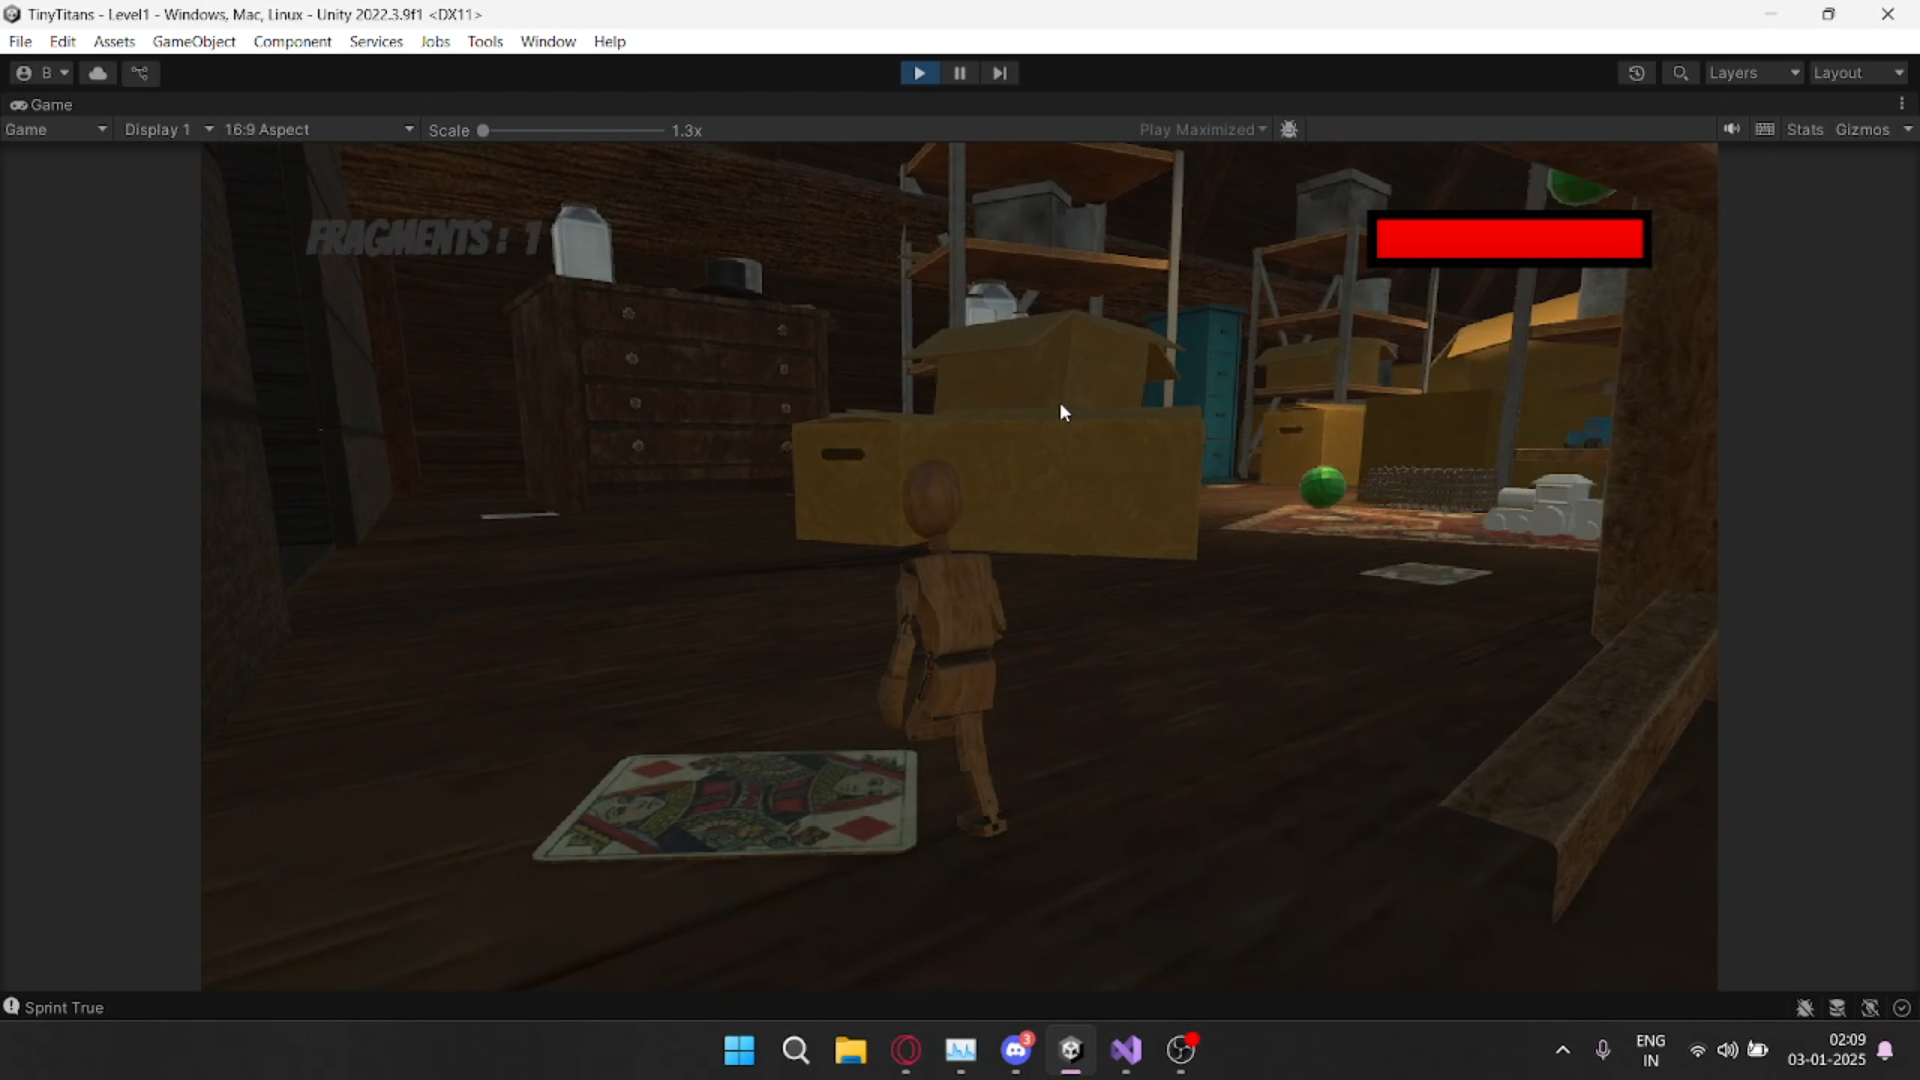 TinyTitans - Level1 - Windows, Mac, Linux - Unity 2022.3.9f1 <DX11>
File Edit Assets GameObject Component Services Jobs Tools Window Help
B Layers Layout
Game
Game Display 1 16:9 Aspect Scale 1.3x Play Maximized Stats Gizmos
FRAGMENTS : 1
Sprint True
3
ENG
IN
02:09
03-01-2025